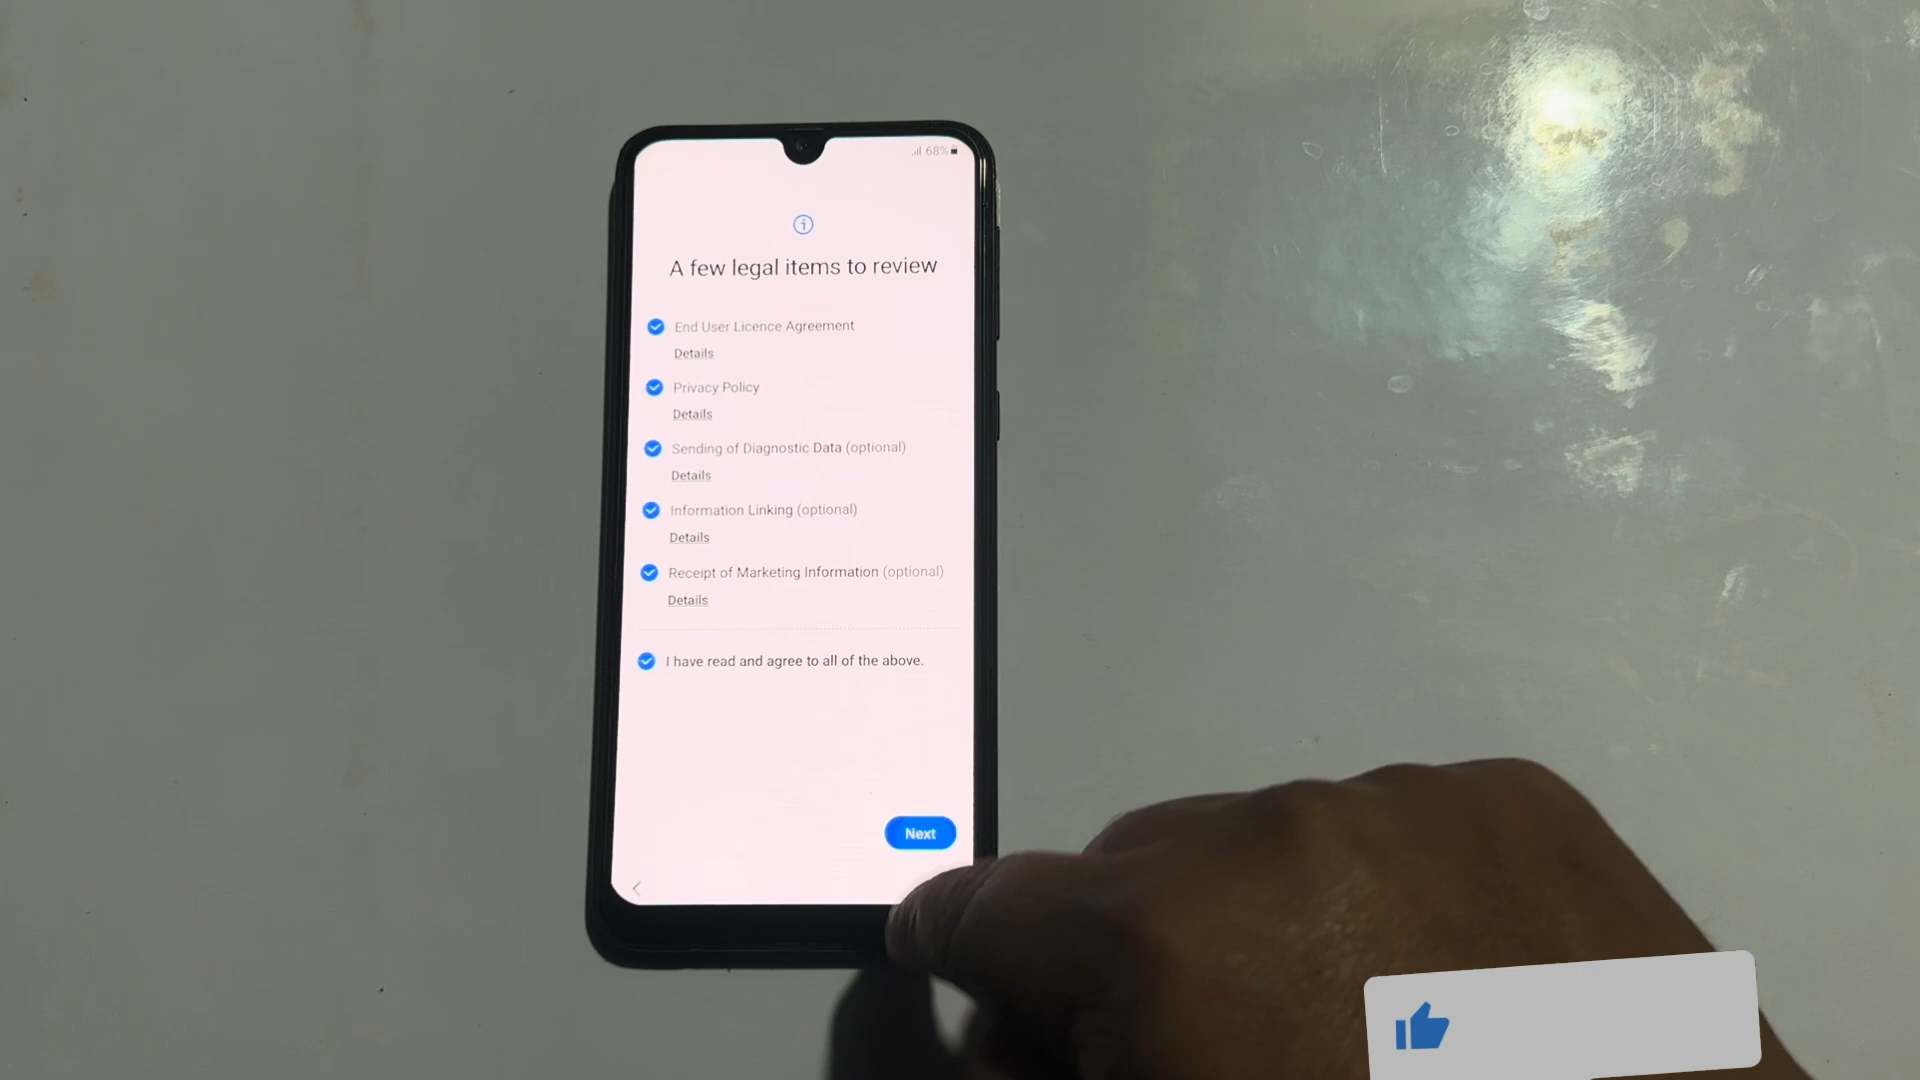 68%
A few legal items to review
End User Licence Agreement
Details
Privacy Policy
Details
Sending of Diagnostic Data (optional)
Details
Information Linking (optional)
Details
Receipt of Marketing Information (optional)
Details
I have read and agree to all of the above.
Next